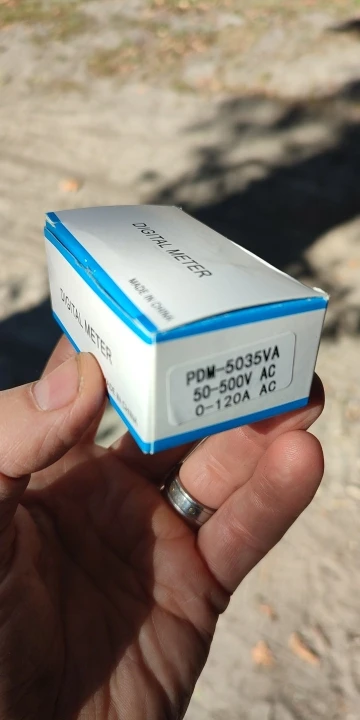 DIGITAL METER
MADE IN CHINA
DIGITAL METER
PDM-5035VA
50-500V AC
0-120A AC